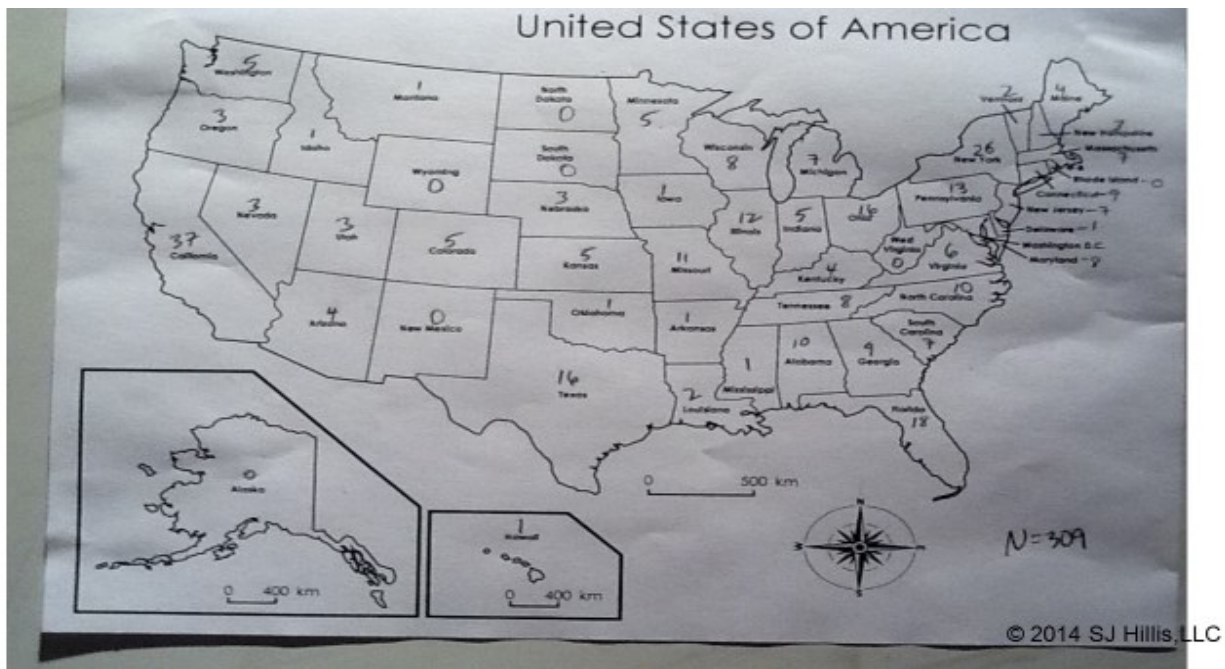 United States of America
5
Washington
1
Montana
North
Dakota
0
Minnesota
5
2
Vermont
4
Maine
3
Oregon
1
Idaho
Wyoming
0
South
Dakota
0
Wisconsin
8
7
Michigan
26
New York
New Hampshire
2
Massachusetts
7
Rhode Island - 0
Connecticut - 9
New Jersey - 7
Delaware - 1
Washington D.C.
Maryland - 8
3
Nevada
3
Utah
5
Colorado
3
Nebraska
1
Iowa
12
Illinois
5
Indiana
16
Ohio
13
Pennsylvania
37
California
5
Kansas
11
Missouri
4
Kentucky
West
Virginia
0
6
Virginia
4
Arizona
0
New Mexico
1
Oklahoma
1
Arkansas
Tennessee 8
10
North Carolina
South
Carolina
7
16
Texas
2
Louisiana
1
Mississippi
10
Alabama
9
Georgia
Florida
18
0
Alaska
0 400 km
1
Hawaii
0 400 km
0 500 km
N
S
N=309
© 2014 SJ Hillis,LLC